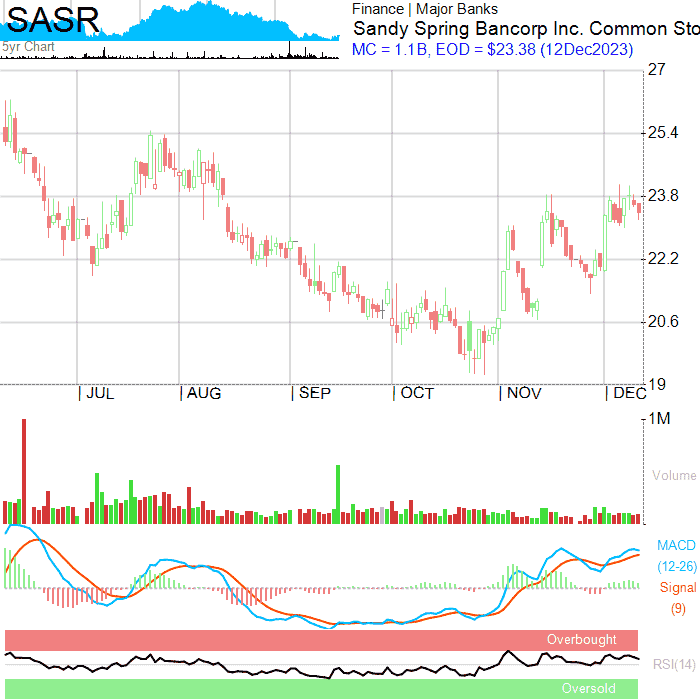 SASR
5yr Chart
Finance | Major Banks
Sandy Spring Bancorp Inc. Common Sto
MC = 1.1B, EOD = $23.38 (12Dec2023)
27
25.4
23.8
22.2
20.6
19
JUL AUG SEP OCT NOV DEC
1M
Volume
MACD
(12-26)
Signal
(9)
Overbought
RSI(14)
Oversold